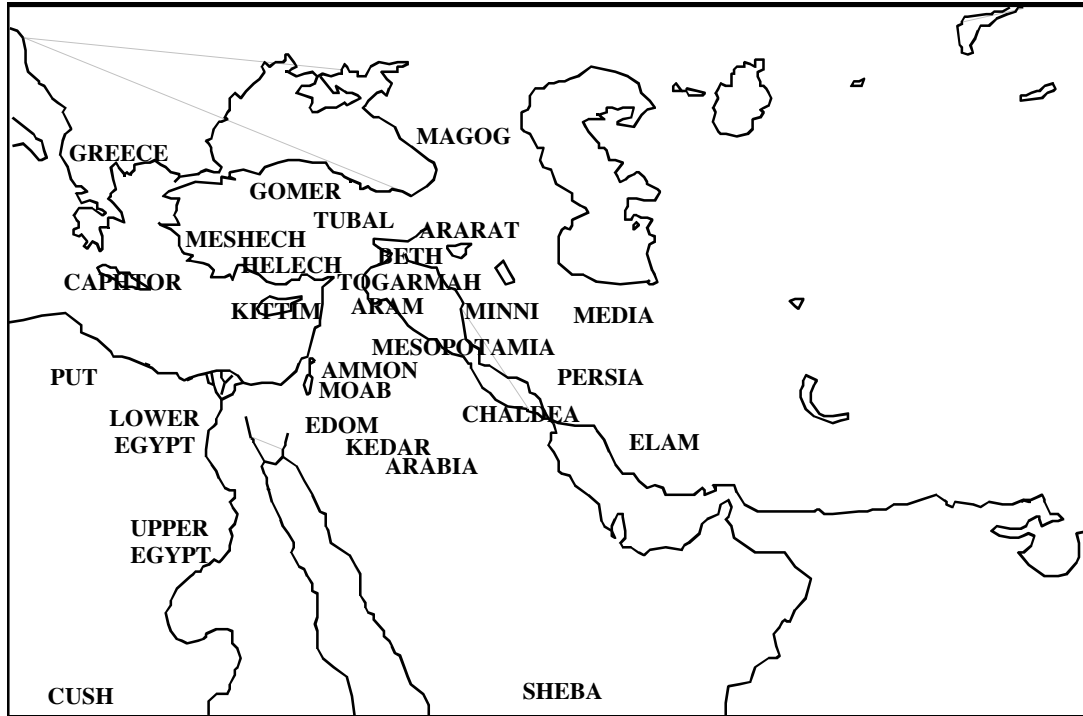 MAGOG
GREECE
GOMER
TUBAL
ARARAT
MESHECH
BETH
HELECH
CAPHTOR
TOGARMAH
ARAM
KITTIM
MINNI
MEDIA
MESOPOTAMIA
AMMON
PUT
PERSIA
MOAB
CHALDEA
LOWER
EGYPT
EDOM
ELAM
KEDAR
ARABIA
UPPER
EGYPT
SHEBA
CUSH